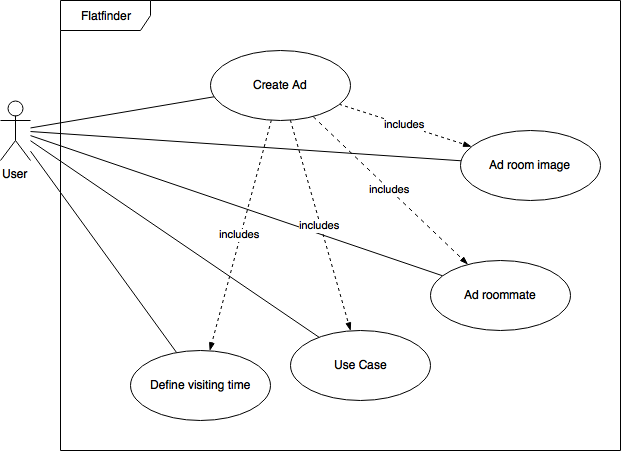 Flatfinder
Create Ad
includes
Ad room image
User
includes
includes
includes
Ad roommate
Use Case
Define visiting time